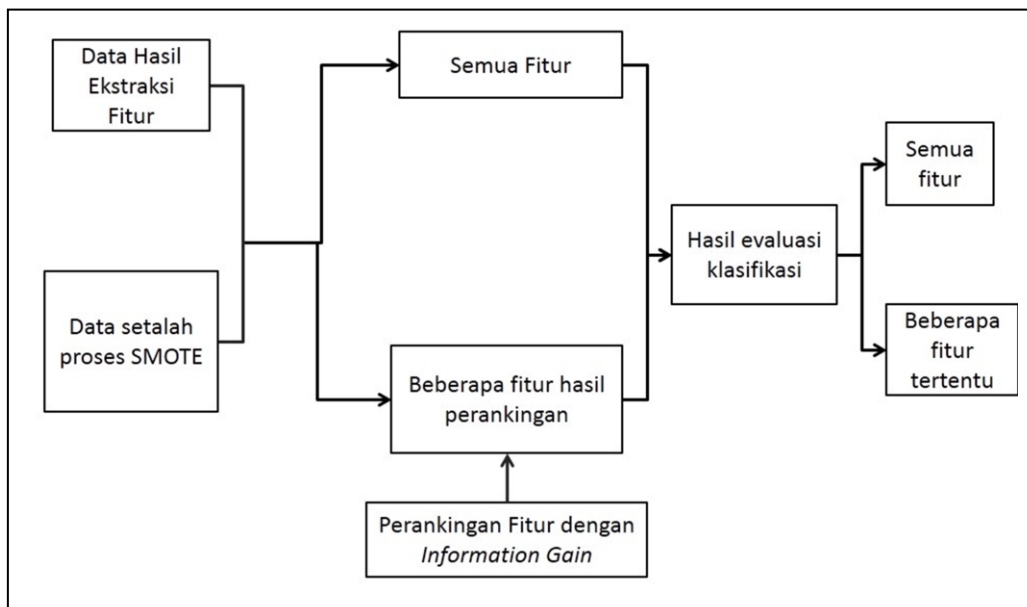 Data Hasil
Ekstraksi
Fitur
Semua Fitur
Semua
fitur
Hasil evaluasi
klasifikasi
Data setalah
proses SMOTE
Beberapa fitur hasil
perankingan
Beberapa
fitur
tertentu
Perankingan Fitur dengan
Information Gain